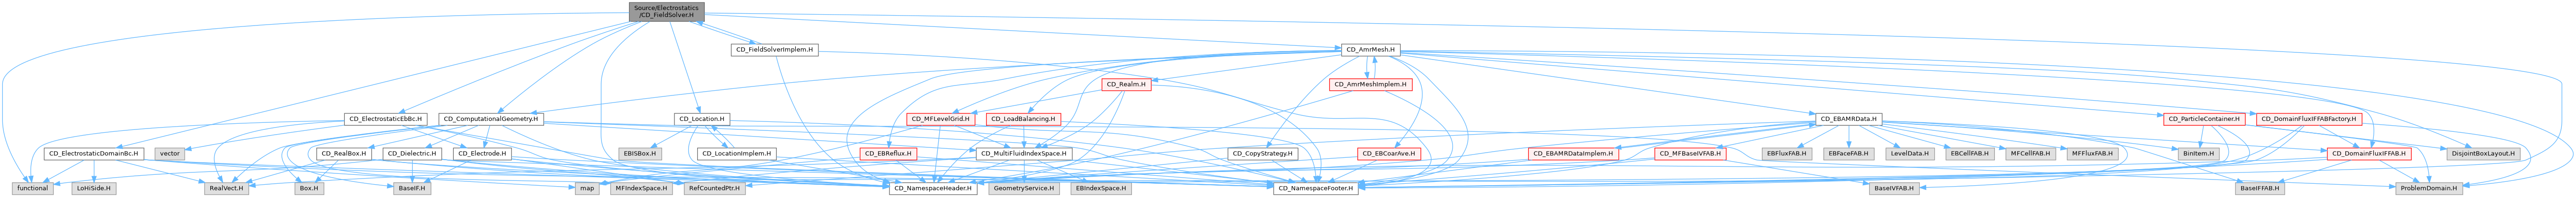 Source/Electrostatics
/CD_FieldSolver.H
CD_FieldSolverImplem.H
CD_AmrMesh.H
CD_Realm.H
CD_AmrMeshImplem.H
CD_ElectrostaticEbBc.H
CD_ComputationalGeometry.H
CD_Location.H
CD_MFLevelGrid.H
CD_LoadBalancing.H
CD_EBAMRData.H
CD_ParticleContainer.H
CD_DomainFluxIFFABFactory.H
CD_ElectrostaticDomainBc.H
vector
CD_RealBox.H
CD_Dielectric.H
CD_Electrode.H
EBISBox.H
CD_LocationImplem.H
CD_EBReflux.H
CD_MultiFluidIndexSpace.H
CD_CopyStrategy.H
CD_EBCoarAve.H
CD_EBAMRDataImplem.H
CD_MFBaseIVFAB.H
EBFluxFAB.H
EBFaceFAB.H
LevelData.H
EBCellFAB.H
MFCellFAB.H
MFFluxFAB.H
BinItem.H
CD_DomainFluxIFFAB.H
DisjointBoxLayout.H
functional
LoHiSide.H
RealVect.H
Box.H
BaseIF.H
map
MFIndexSpace.H
RefCountedPtr.H
CD_NamespaceHeader.H
GeometryService.H
EBIndexSpace.H
CD_NamespaceFooter.H
BaseIVFAB.H
BaseIFFAB.H
ProblemDomain.H